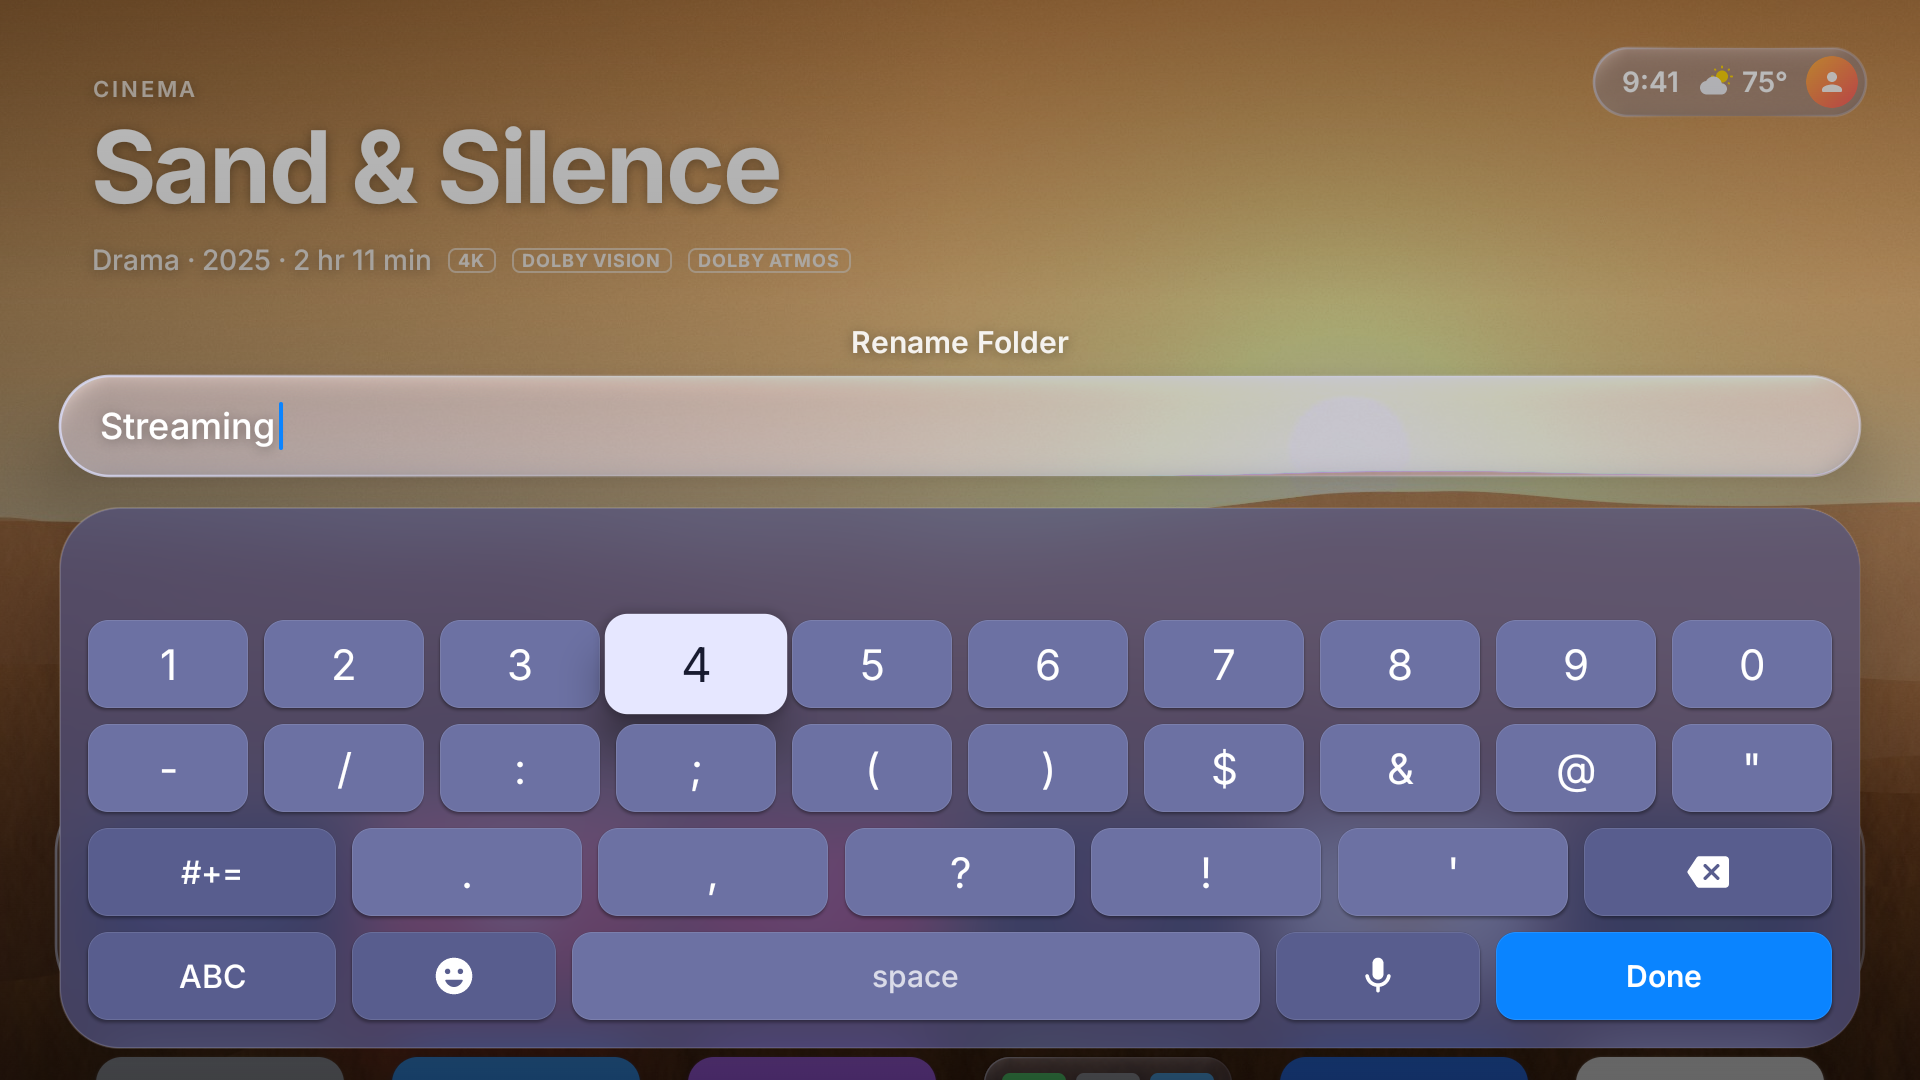 CINEMA
9:41 75°
Sand & Silence
Drama · 2025 · 2 hr 11 min 4K DOLBY VISION DOLBY ATMOS
Rename Folder
Streaming
1 2 3 4 5 6 7 8 9 0
- / : ; ( ) $ & @ "
#+= . , ? ! '
ABC space Done